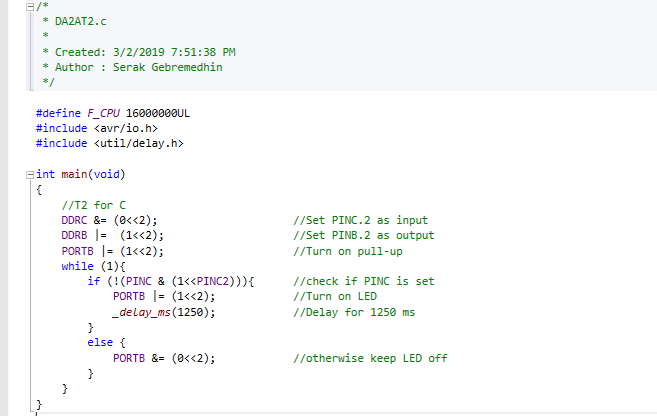 /*
 * DA2AT2.c
 *
 * Created: 3/2/2019 7:51:38 PM
 * Author : Serak Gebremedhin
 */

#define F_CPU 16000000UL
#include <avr/io.h>
#include <util/delay.h>

int main(void)
{
    //T2 for C
    DDRC &= (0<<2);                     //Set PINC.2 as input
    DDRB |=  (1<<2);                    //Set PINB.2 as output
    PORTB |= (1<<2);                    //Turn on pull-up
    while (1){
        if (!(PINC & (1<<PINC2))){      //check if PINC is set
            PORTB |= (1<<2);            //Turn on LED
            _delay_ms(1250);            //Delay for 1250 ms
        }
        else {
            PORTB &= (0<<2);            //otherwise keep LED off
        }
    }
}